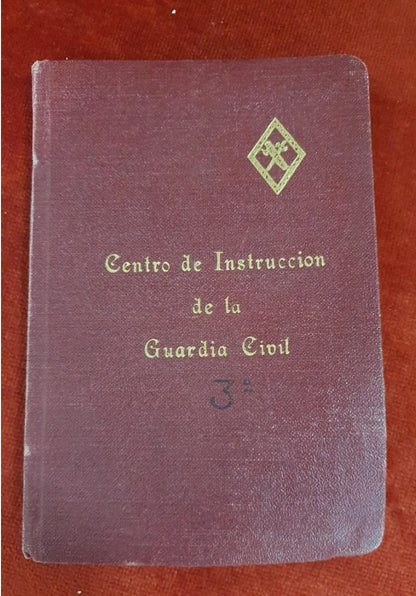 Centro de Instruccion
de la
Guardia Civil
3ª